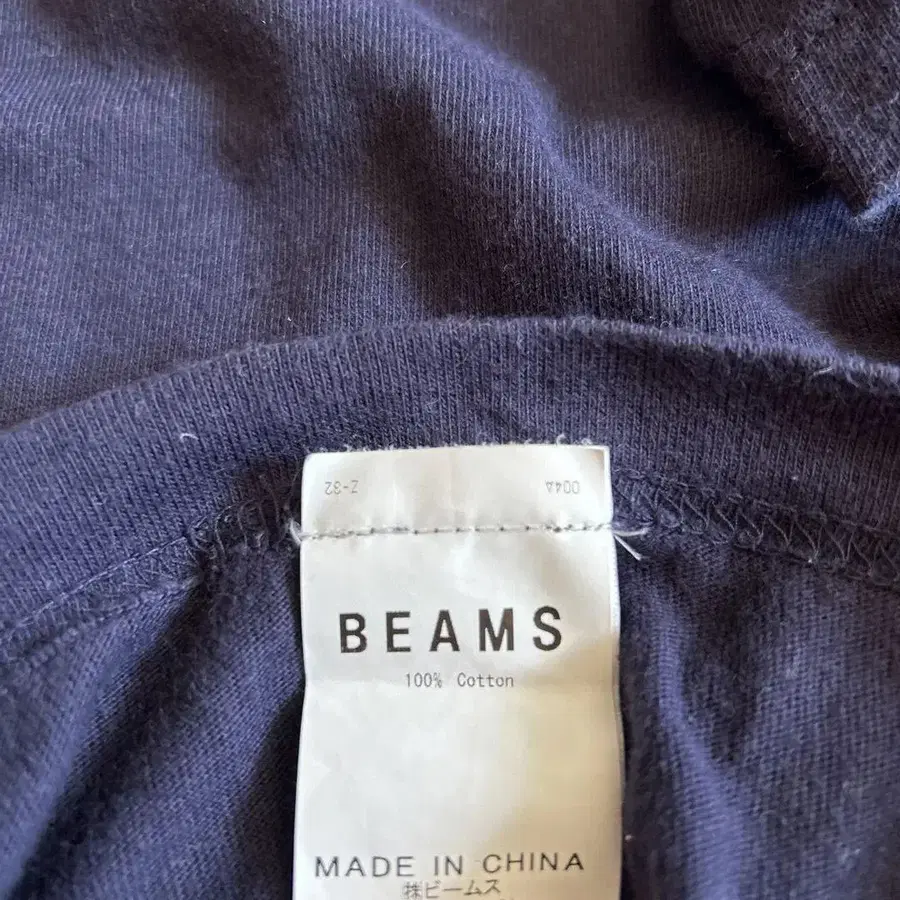 Z-32 004A
BEAMS
100% Cotton
MADE IN CHINA
㈱ビームス